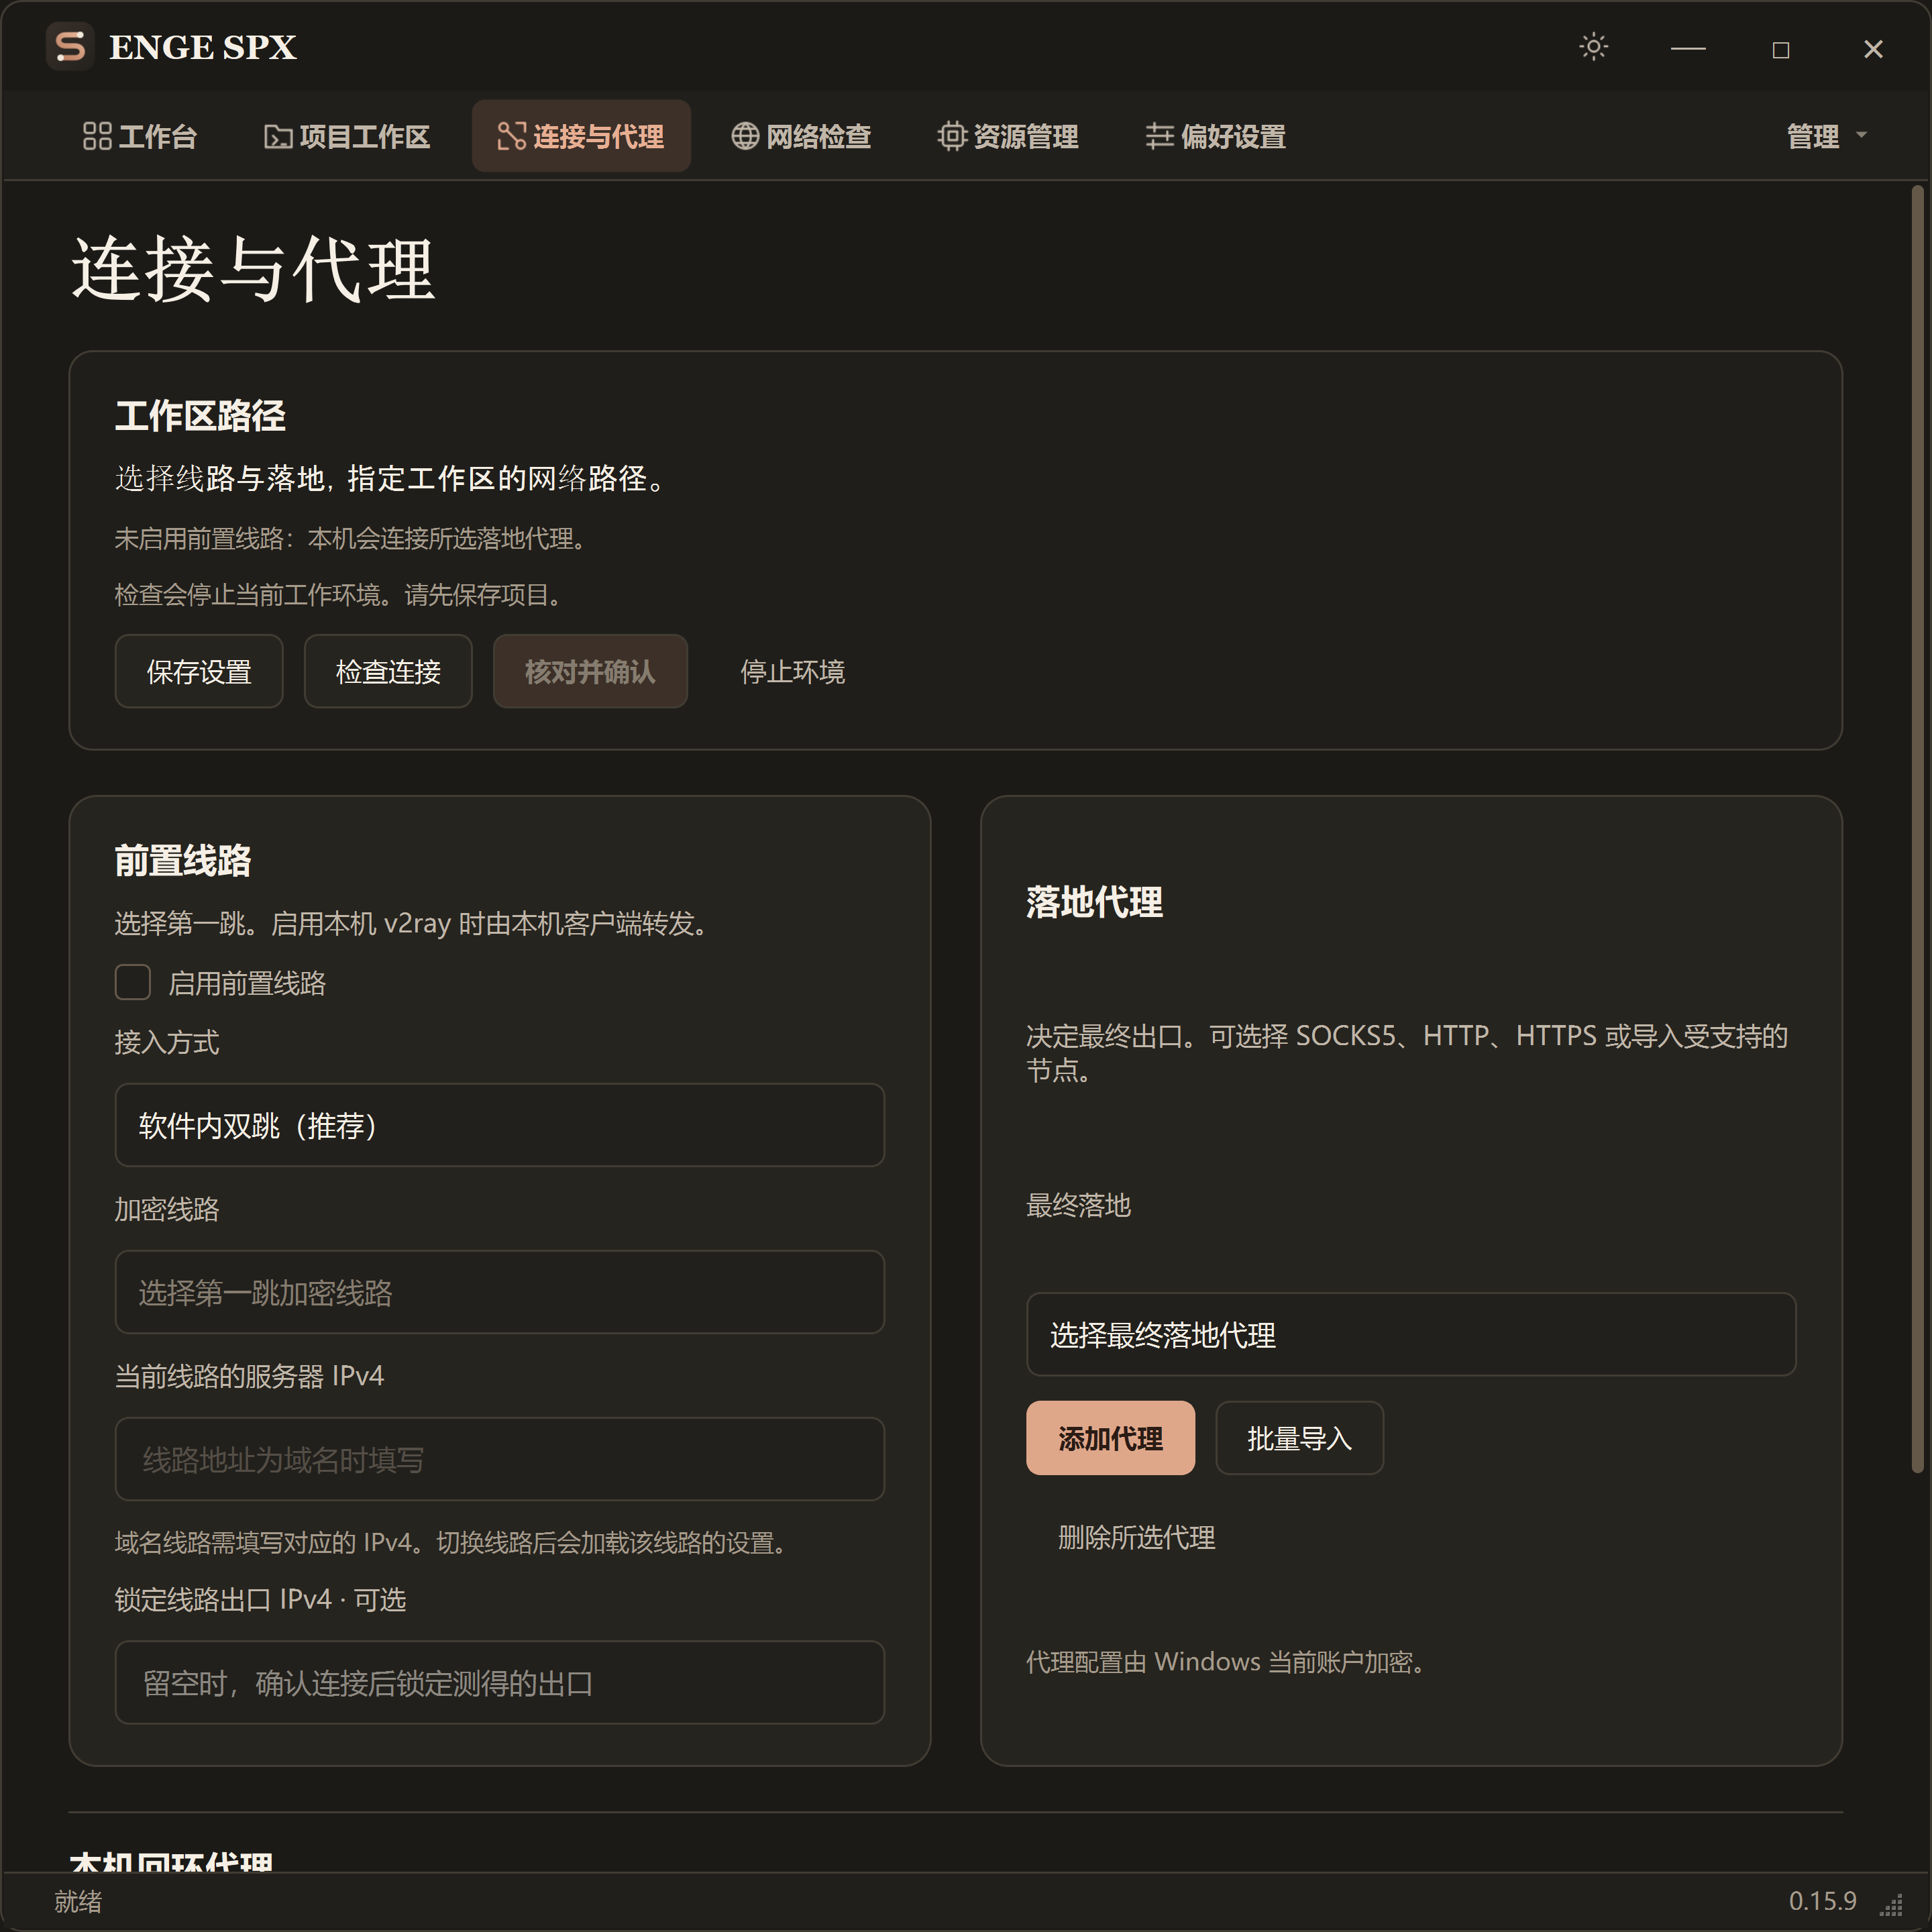 ENGE SPX
工作台 项目工作区 连接与代理 网络检查 资源管理 偏好设置 管理
连接与代理
工作区路径
选择线路与落地,指定工作区的网络路径。
未启用前置线路：本机会连接所选落地代理。
检查会停止当前工作环境。请先保存项目。
保存设置 检查连接 核对并确认 停止环境
前置线路
选择第一跳。启用本机 v2ray 时由本机客户端转发。
启用前置线路
接入方式
软件内双跳（推荐）
加密线路
选择第一跳加密线路
当前线路的服务器 IPv4
线路地址为域名时填写
域名线路需填写对应的 IPv4。切换线路后会加载该线路的设置。
锁定线路出口 IPv4 · 可选
留空时，确认连接后锁定测得的出口
落地代理
决定最终出口。可选择 SOCKS5、HTTP、HTTPS 或导入受支持的
节点。
最终落地
选择最终落地代理
添加代理 批量导入
删除所选代理
代理配置由 Windows 当前账户加密。
本机回环代理
就绪 0.15.9